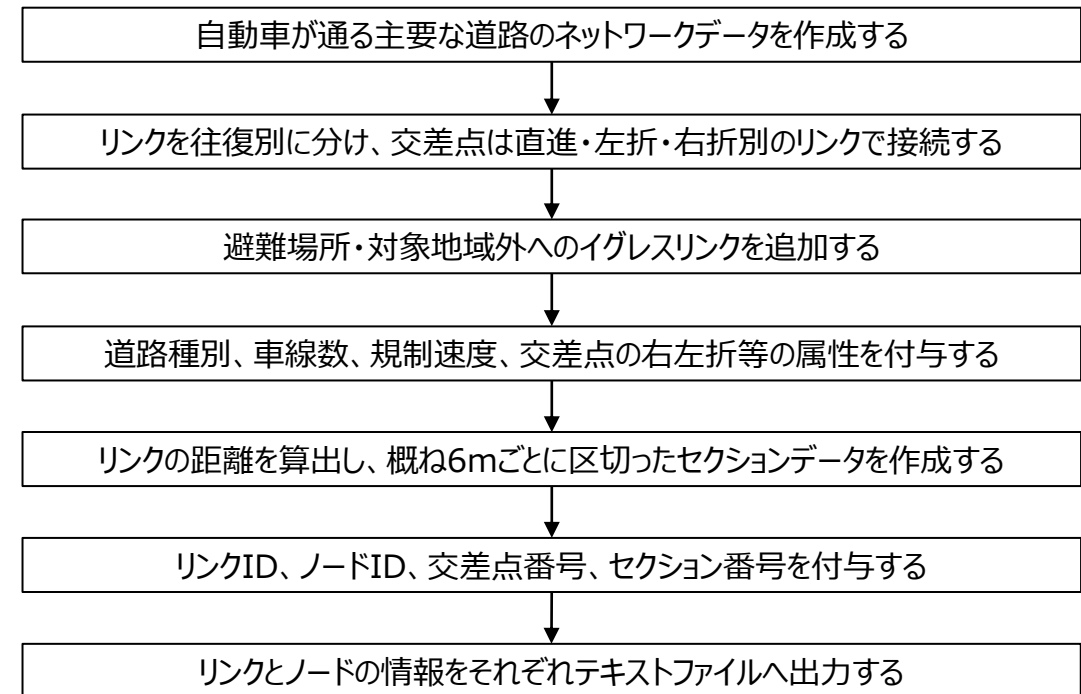 自動車が通る主要な道路のネットワークデータを作成する
リンクを往復別に分け、交差点は直進・左折・右折別のリンクで接続する
避難場所・対象地域外へのイグレスリンクを追加する
道路種別、車線数、規制速度、交差点の右左折等の属性を付与する
リンクの距離を算出し、概ね6mごとに区切ったセクションデータを作成する
リンクID、ノードID、交差点番号、セクション番号を付与する
リンクとノードの情報をそれぞれテキストファイルへ出力する